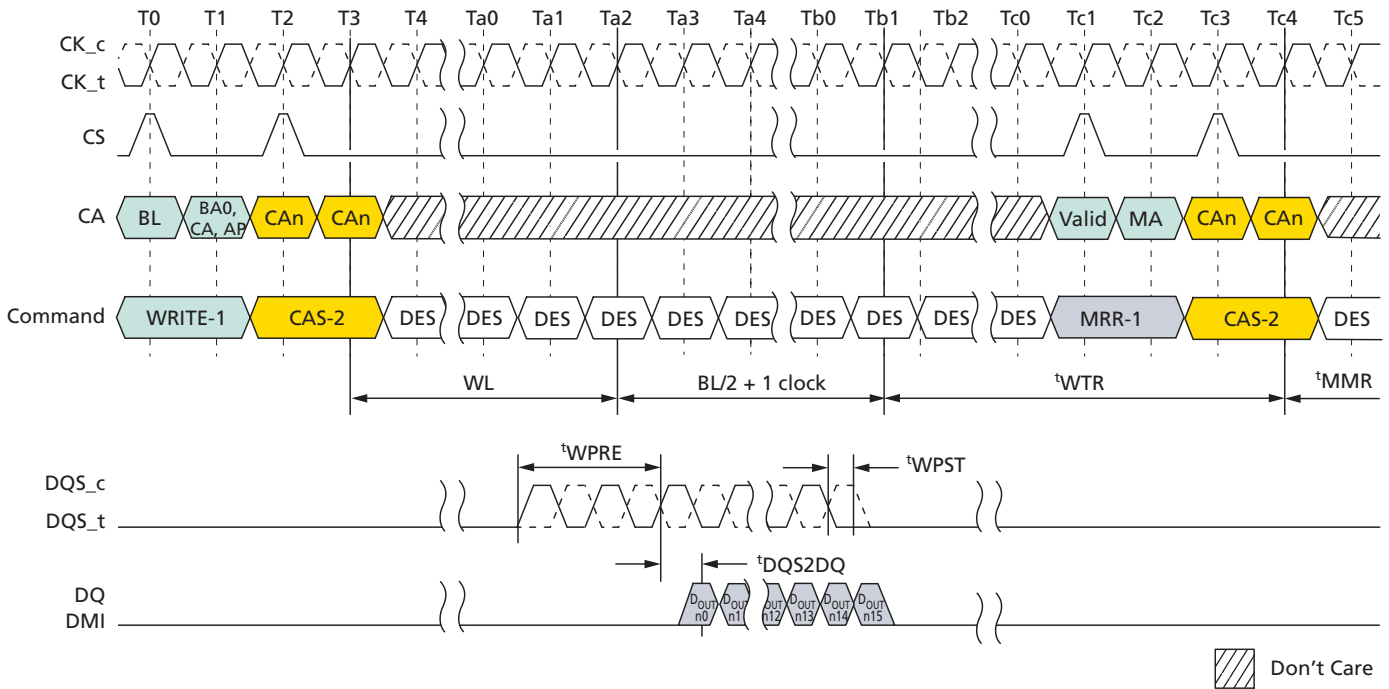 T0 T1 T2 T3 T4 Ta0 Ta1 Ta2 Ta3 Ta4 Tb0 Tb1 Tb2 Tc0 Tc1 Tc2 Tc3 Tc4 Tc5
CK_c
CK_t
CS
CA BL BA0, CA, AP CAn CAn Valid MA CAn CAn
Command WRITE-1 CAS-2 DES DES DES DES DES DES DES DES DES DES MRR-1 CAS-2 DES
WL BL/2 + 1 clock tWTR tMMR
tWPRE tWPST
DQS_c
DQS_t
tDQS2DQ
DQ
DMI
DOUT n0 DOUT n1 DOUT n12 DOUT n13 DOUT n14 DOUT n15
Don't Care